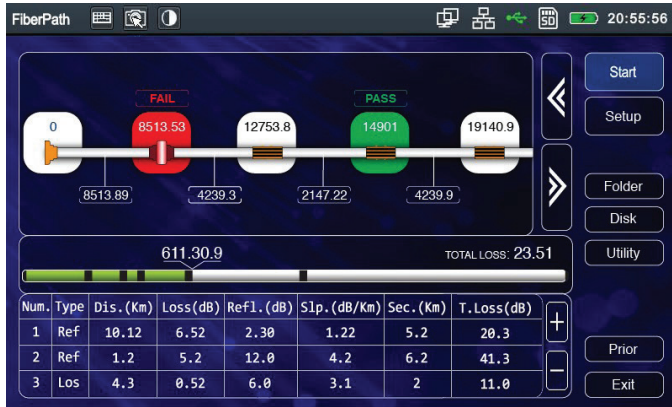 FiberPath SD 20:55:56
FAIL PASS
0 8513.53 12753.8 14901 19140.9
8513.89 4239.3 2147.22 4239.9
611.30.9 TOTAL LOSS: 23.51
Num. Type Dis.(Km) Loss(dB) Refl.(dB) Slp.(dB/Km) Sec.(Km) T.Loss(dB)
1 Ref 10.12 6.52 2.30 1.22 5.2 20.3
2 Ref 1.2 5.2 12.0 4.2 6.2 41.3
3 Los 4.3 0.52 6.0 3.1 2 11.0
+
−
Start
Setup
Folder
Disk
Utility
Prior
Exit